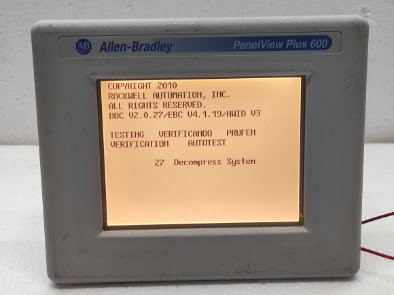 AB Allen-Bradley PanelView Plus 600
COPYRIGHT 2010
ROCKWELL AUTOMATION, INC.
ALL RIGHTS RESERVED.
BBC V2.0.27/EBC V4.1.19/HWID V3
TESTING VERIFICANDO PRUFEN
VERIFICATION AUTOTEST
27 Decompress System